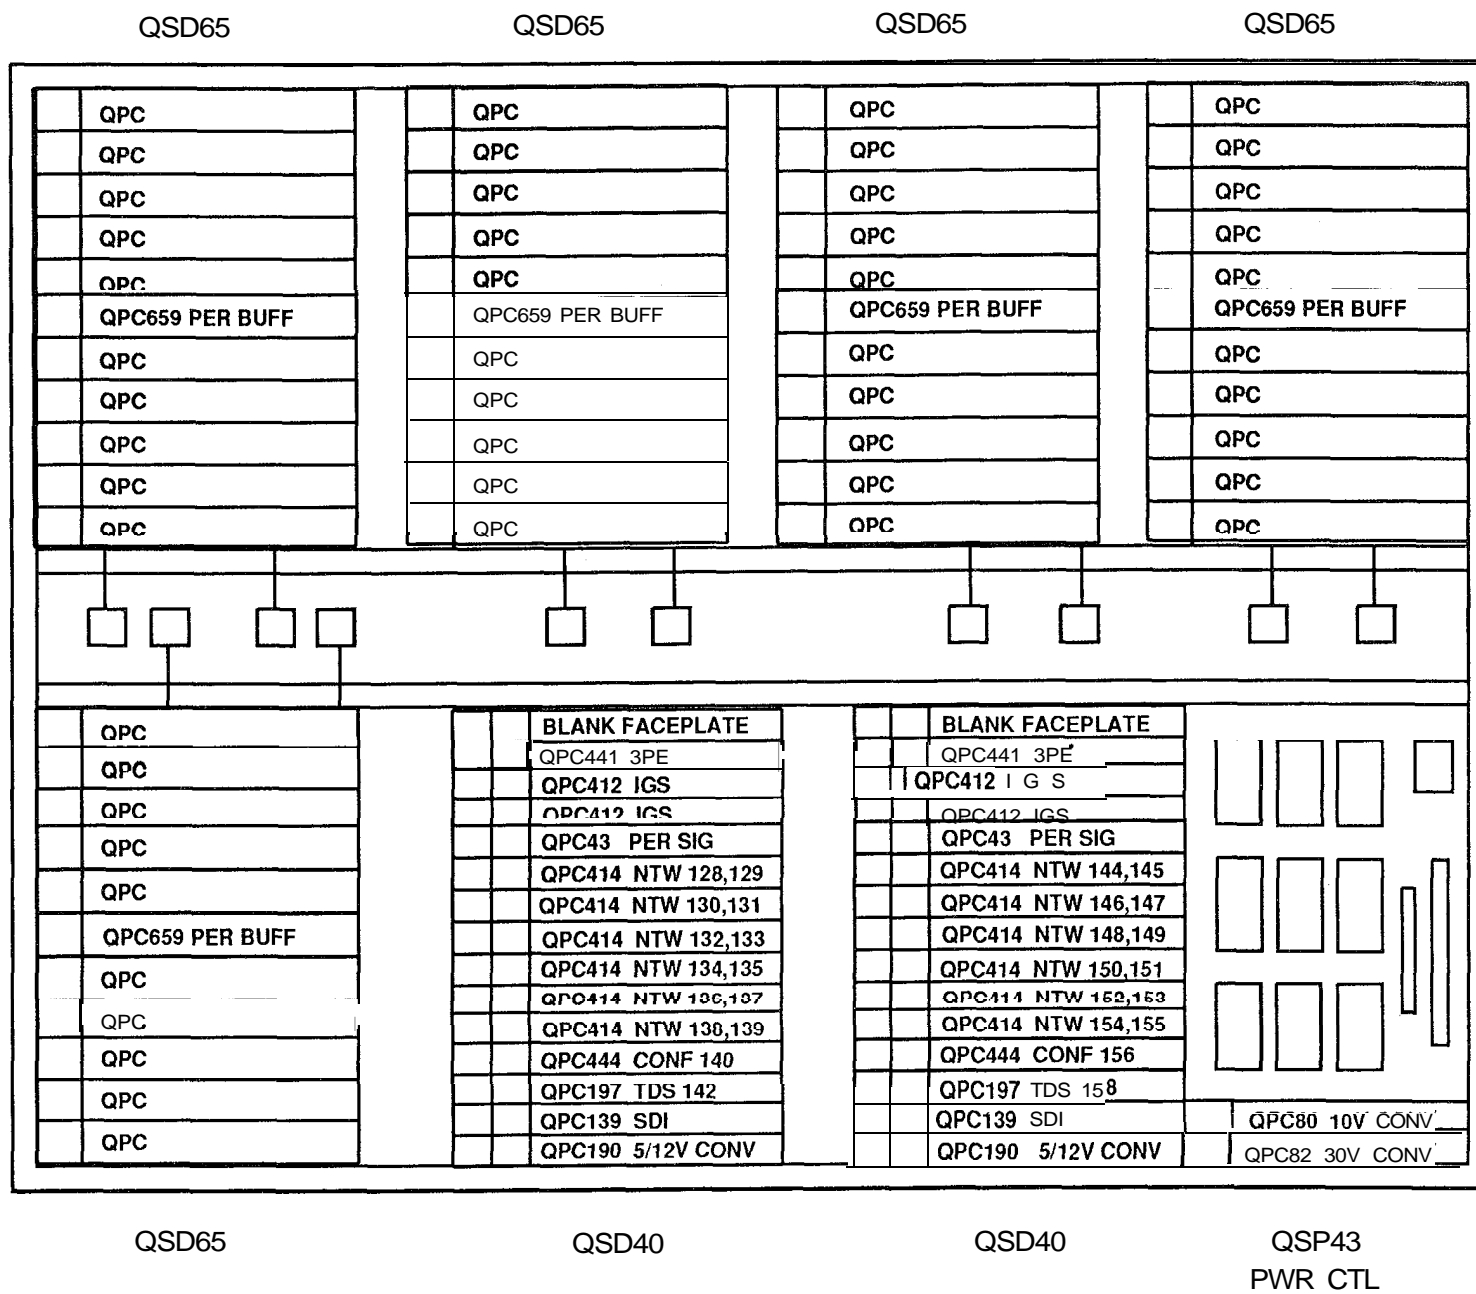 QSD65
QSD65
QSD65
QSD65
QPC
QPC
QPC
QPC
QPC
QPC659 PER BUFF
QPC
QPC
QPC
QPC
QPC
QPC
QPC
QPC
QPC
QPC
QPC659 PER BUFF
QPC
QPC
QPC
QPC
QPC
QPC
QPC
QPC
QPC
QPC
QPC659 PER BUFF
QPC
QPC
QPC
QPC
QPC
QPC
QPC
QPC
QPC
QPC
QPC659 PER BUFF
QPC
QPC
QPC
QPC
QPC
QPC
QPC
QPC
QPC
QPC
QPC659 PER BUFF
QPC
QPC
QPC
QPC
QPC
BLANK FACEPLATE
QPC441 3PE
QPC412 IGS
QPC412 IGS
QPC43 PER SIG
QPC414 NTW 128,129
QPC414 NTW 130,131
QPC414 NTW 132,133
QPC414 NTW 134,135
QPC414 NTW 136,137
QPC414 NTW 138,139
QPC444 CONF 140
QPC197 TDS 142
QPC139 SDI
QPC190 5/12V CONV
BLANK FACEPLATE
QPC441 3PE
QPC412 I G S
QPC412 IGS
QPC43 PER SIG
QPC414 NTW 144,145
QPC414 NTW 146,147
QPC414 NTW 148,149
QPC414 NTW 150,151
QPC414 NTW 152,153
QPC414 NTW 154,155
QPC444 CONF 156
QPC197 TDS 158
QPC139 SDI
QPC190 5/12V CONV
QPC80 10V CONV
QPC82 30V CONV
QSD65
QSD40
QSD40
QSP43
PWR CTL